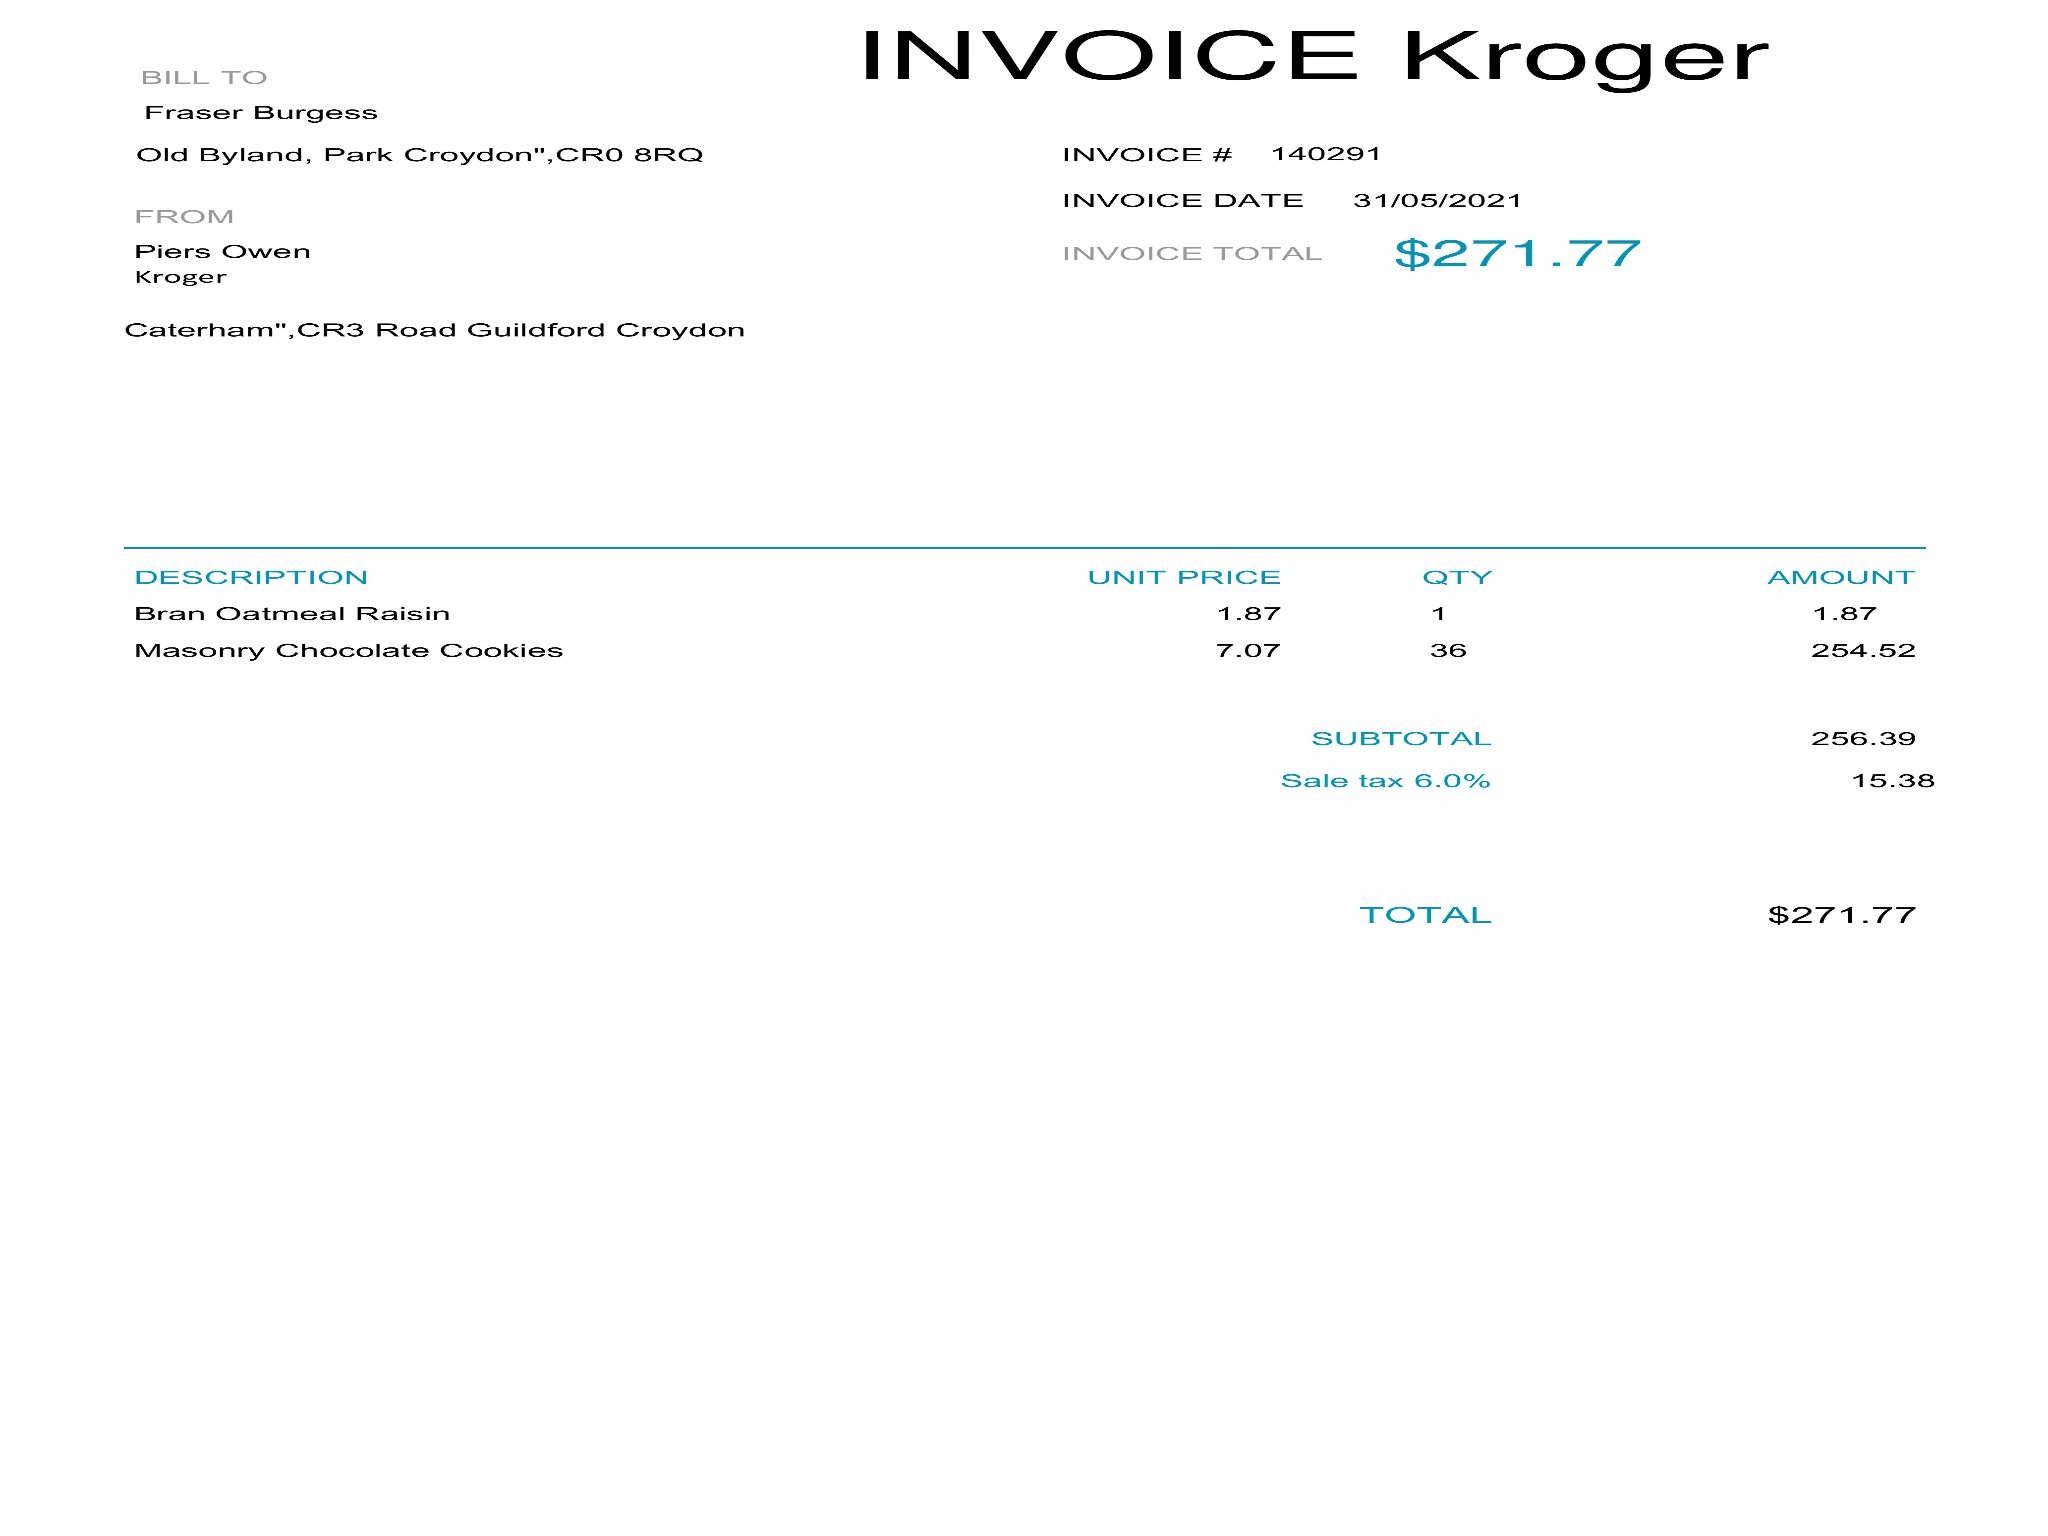 INVOICE Kroger
BILL TO
Fraser Burgess
Old Byland, Park Croydon",CR0 8RQ
INVOICE # 140291
INVOICE DATE 31/05/2021
FROM
Piers Owen
INVOICE TOTAL $271.77
Kroger
Caterham",CR3 Road Guildford Croydon
DESCRIPTION UNIT PRICE QTY AMOUNT
Bran Oatmeal Raisin 1.87 1 1.87
Masonry Chocolate Cookies 7.07 36 254.52
SUBTOTAL 256.39
Sale tax 6.0% 15.38
TOTAL $271.77